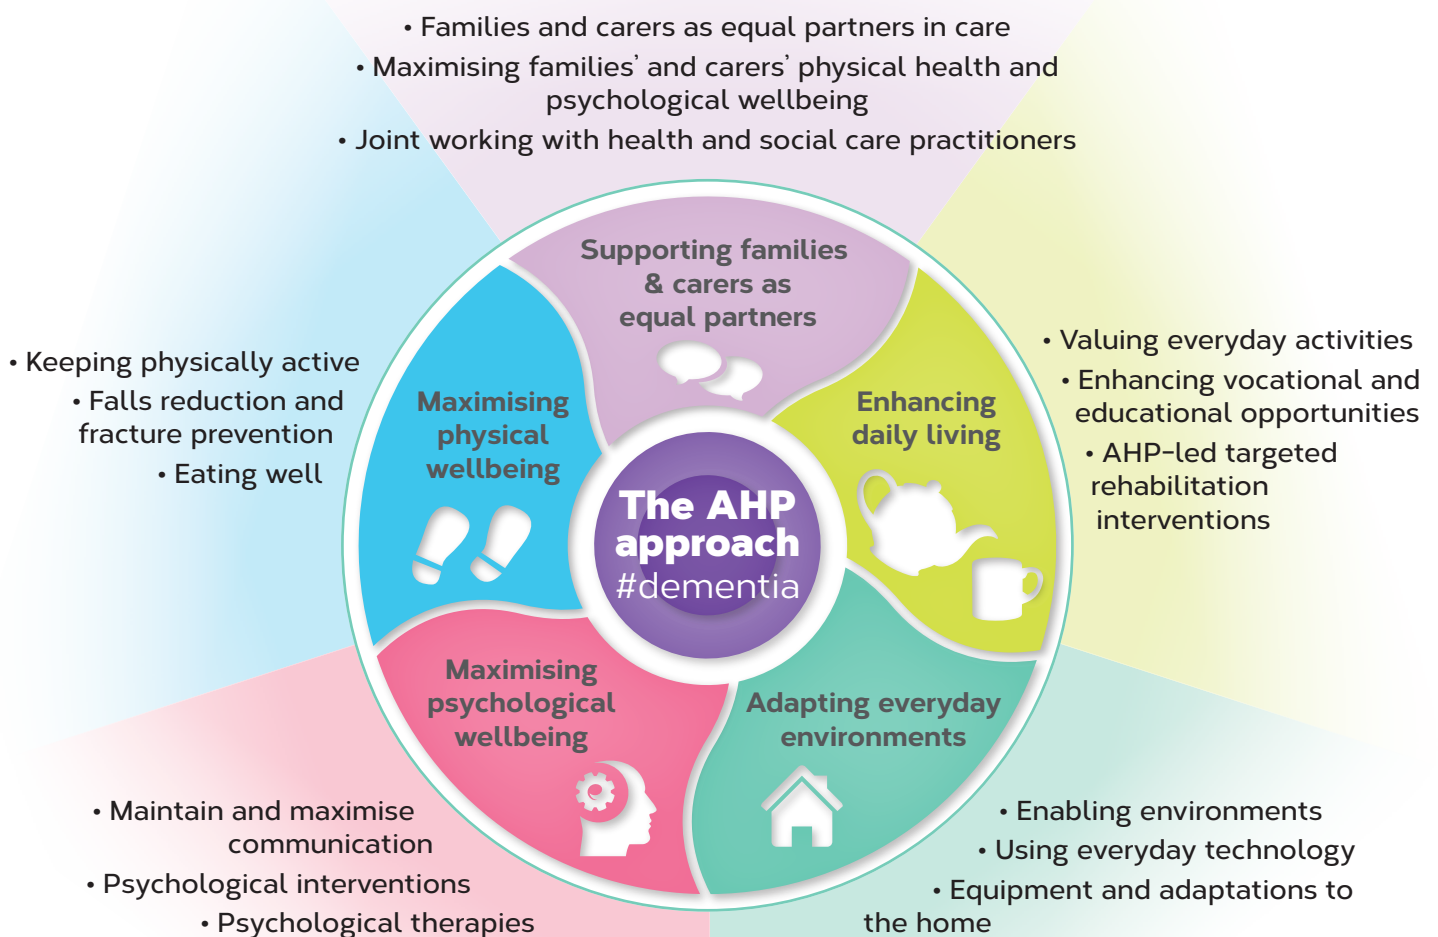 • Families and carers as equal partners in care
• Maximising families’ and carers’ physical health and
psychological wellbeing
• Joint working with health and social care practitioners
Supporting families
& carers as
equal partners
• Keeping physically active
• Falls reduction and
fracture prevention
• Eating well
Maximising
physical
wellbeing
Enhancing
daily living
• Valuing everyday activities
• Enhancing vocational and
educational opportunities
• AHP-led targeted
rehabilitation
interventions
The AHP
approach
#dementia
Maximising
psychological
wellbeing
Adapting everyday
environments
• Maintain and maximise
communication
• Psychological interventions
• Psychological therapies
• Enabling environments
• Using everyday technology
• Equipment and adaptations to
the home